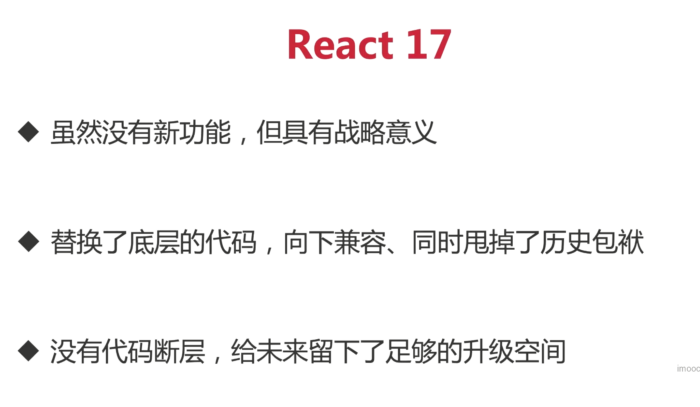 React 17
◆ 虽然没有新功能，但具有战略意义
◆ 替换了底层的代码，向下兼容、同时甩掉了历史包袱
◆ 没有代码断层，给未来留下了足够的升级空间
imooc